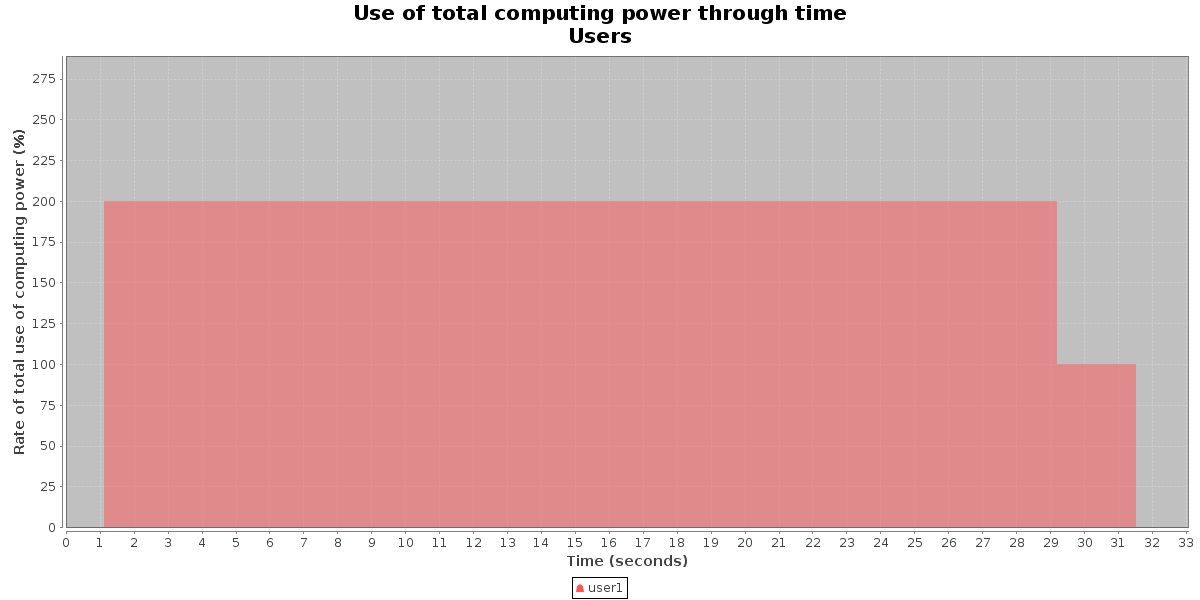 Use of total computing power through time
Users
Rate of total use of computing power (%)
275
250
225
200
175
150
125
100
75
50
25
0
0 1 2 3 4 5 6 7 8 9 10 11 12 13 14 15 16 17 18 19 20 21 22 23 24 25 26 27 28 29 30 31 32 33
Time (seconds)
user1